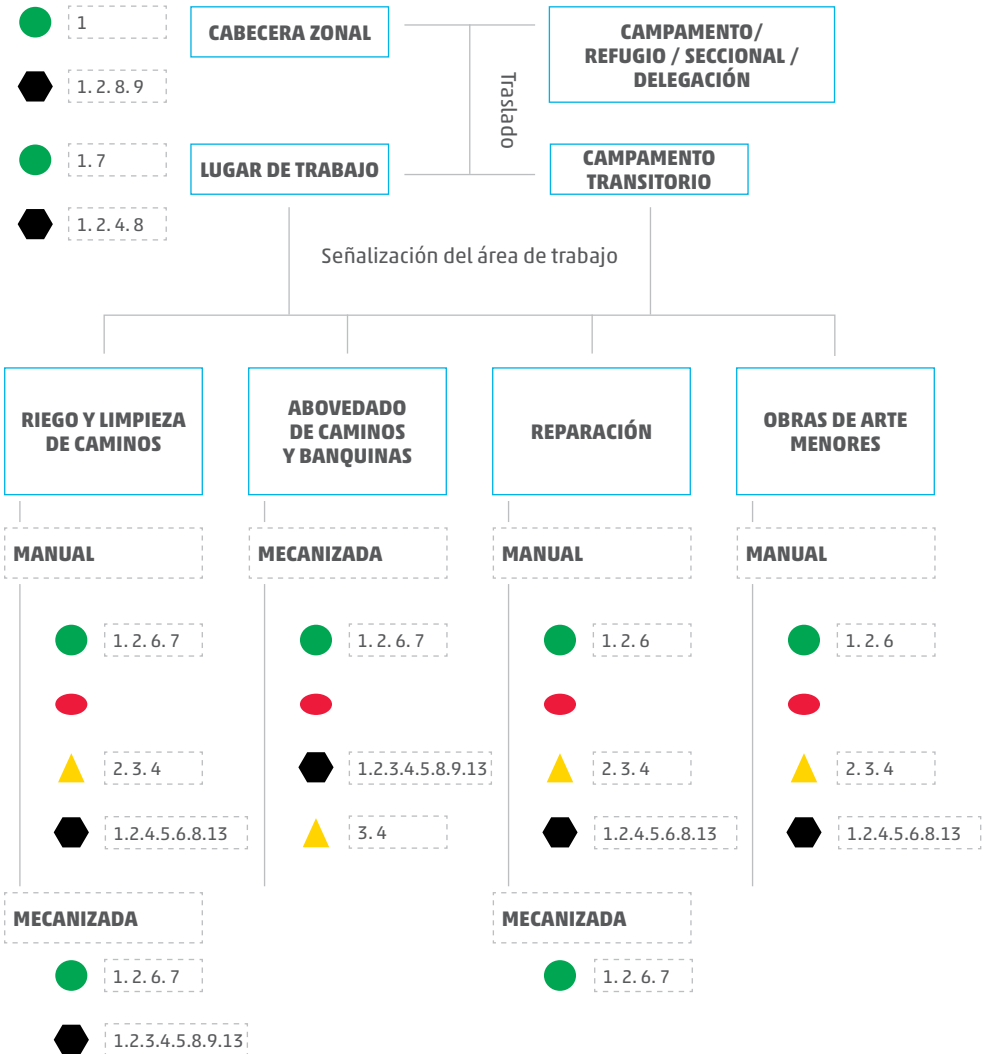 1
CABECERA ZONAL
CAMPAMENTO/
REFUGIO / SECCIONAL /
DELEGACIÓN
1. 2. 8. 9
Traslado
1. 7
LUGAR DE TRABAJO
CAMPAMENTO
TRANSITORIO
1. 2. 4. 8
Señalización del área de trabajo
RIEGO Y LIMPIEZA
DE CAMINOS
ABOVEDADO
DE CAMINOS
Y BANQUINAS
REPARACIÓN
OBRAS DE ARTE
MENORES
MANUAL
1. 2. 6. 7
2. 3. 4
1.2.4.5.6.8.13
MECANIZADA
1. 2. 6. 7
1.2.3.4.5.8.9.13
MECANIZADA
1. 2. 6. 7
1.2.3.4.5.8.9.13
3. 4
MANUAL
1. 2. 6
2. 3. 4
1.2.4.5.6.8.13
MECANIZADA
1. 2. 6. 7
MANUAL
1. 2. 6
2. 3. 4
1.2.4.5.6.8.13